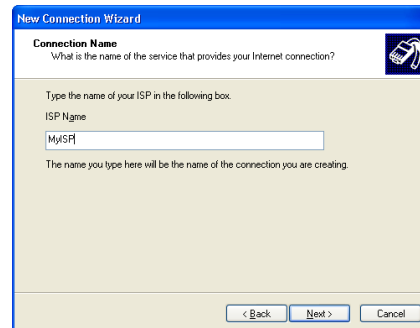 New Connection Wizard
Connection Name
What is the name of the service that provides your Internet connection?
Type the name of your ISP in the following box.
ISP Name
MyISP
The name you type here will be the name of the connection you are creating.
< Back Next > Cancel